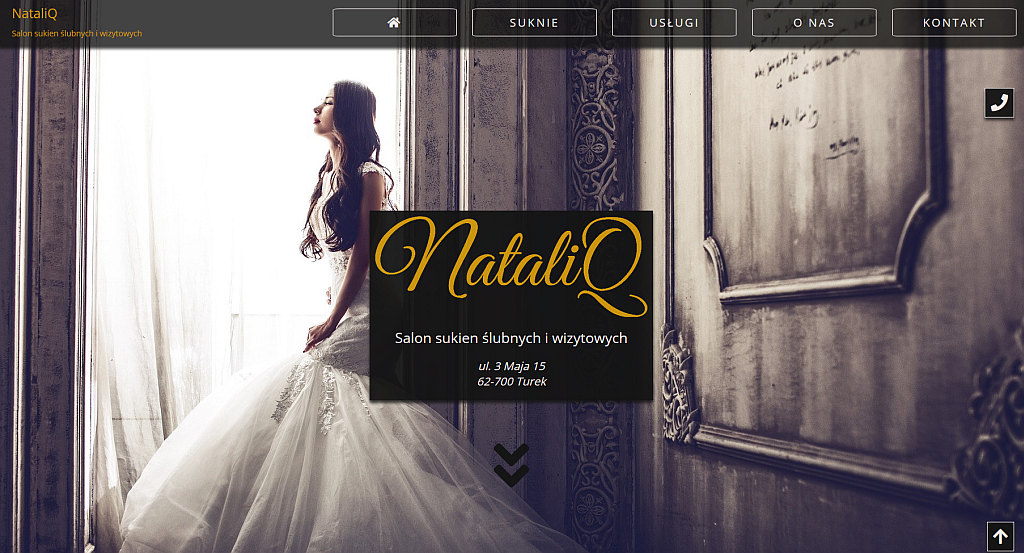 NataliQ
Salon sukien ślubnych i wizytowych
SUKNIE
USŁUGI
O NAS
KONTAKT
NataliQ
Salon sukien ślubnych i wizytowych
ul. 3 Maja 15
62-700 Turek